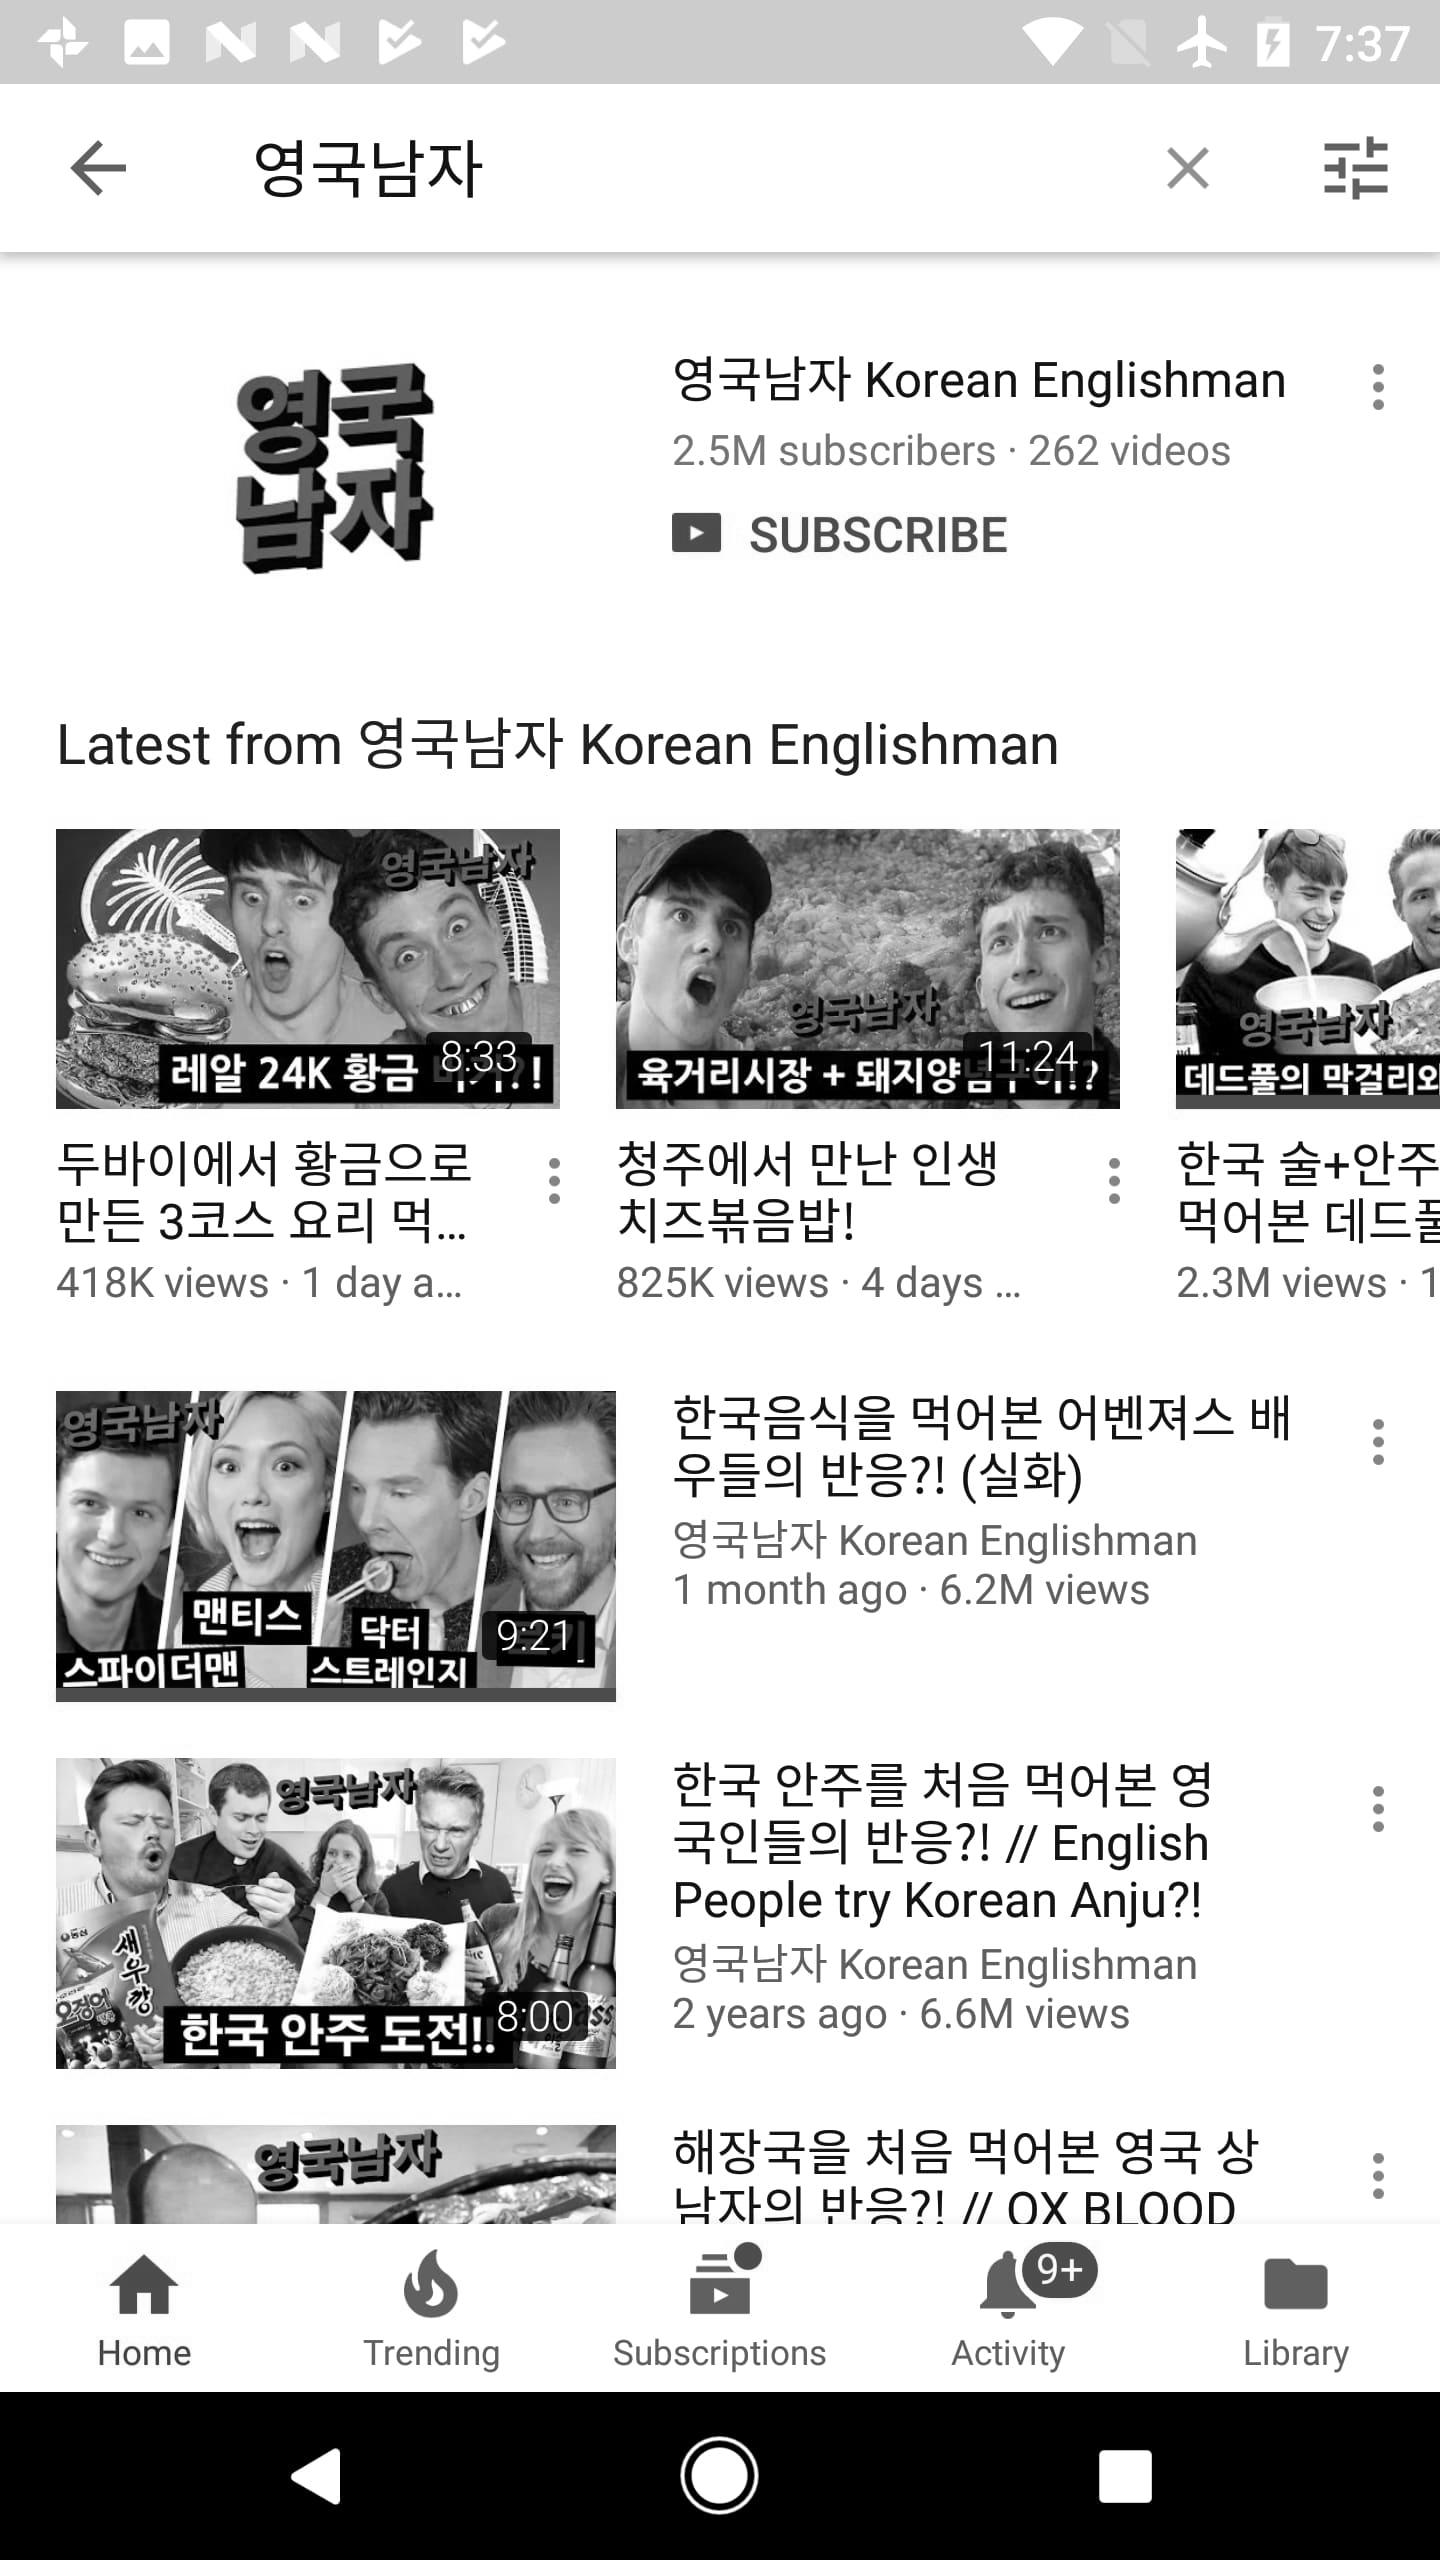 7:37
영국남자
영국
남자
영국남자 Korean Englishman
2.5M subscribers · 262 videos
SUBSCRIBE
Latest from 영국남자 Korean Englishman
영국남자
레알 24K 황금
8:33
영국남자
육거리시장 + 돼지양념구이!?
11:24
영국남자
데드풀의 막걸리와
두바이에서 황금으로
만든 3코스 요리 먹...
418K views · 1 day a...
청주에서 만난 인생
치즈볶음밥!
825K views · 4 days ...
한국 술+안주
먹어본 데드풀
2.3M views · 1
영국남자
맨티스
닥터
스파이더맨
스트레인지
9:21
한국음식을 먹어본 어벤져스 배
우들의 반응?! (실화)
영국남자 Korean Englishman
1 month ago · 6.2M views
영국남자
농심
새우깡
오징어
한국 안주 도전!!
8:00
한국 안주를 처음 먹어본 영
국인들의 반응?! // English
People try Korean Anju?!
영국남자 Korean Englishman
2 years ago · 6.6M views
영국남자
해장국을 처음 먹어본 영국 상
남자의 반응?! // OX BLOOD
9+
Home
Trending
Subscriptions
Activity
Library